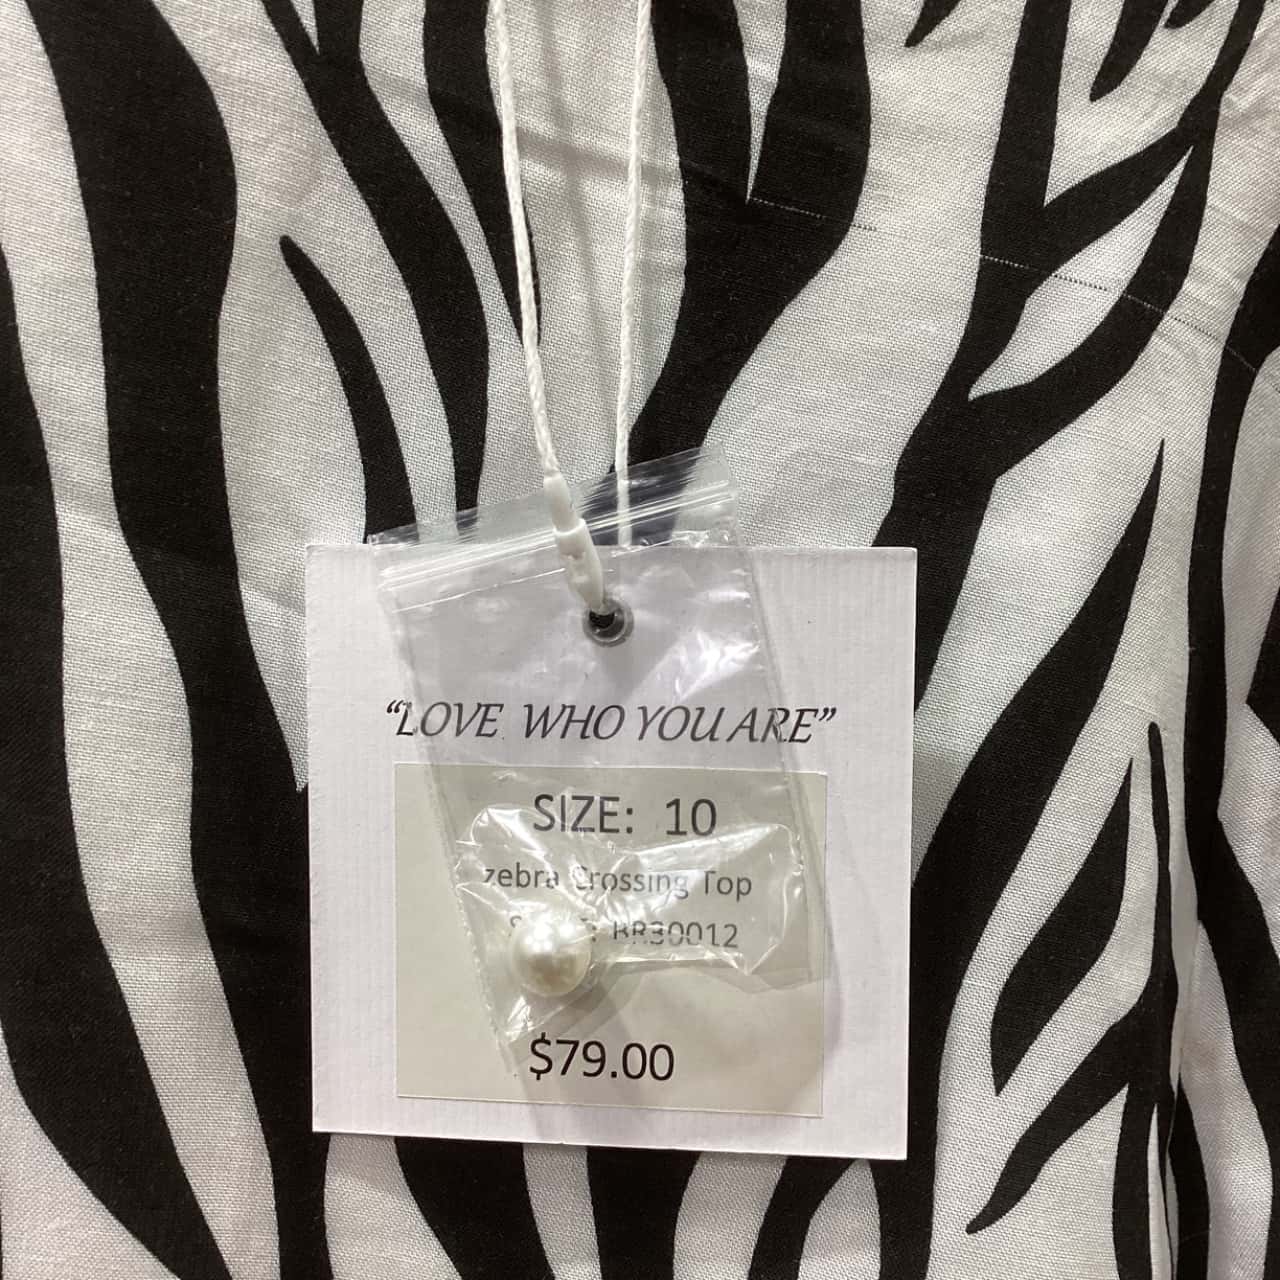 “LOVE WHO YOU ARE”
SIZE: 10
zebra Crossing Top
BR30012
$79.00